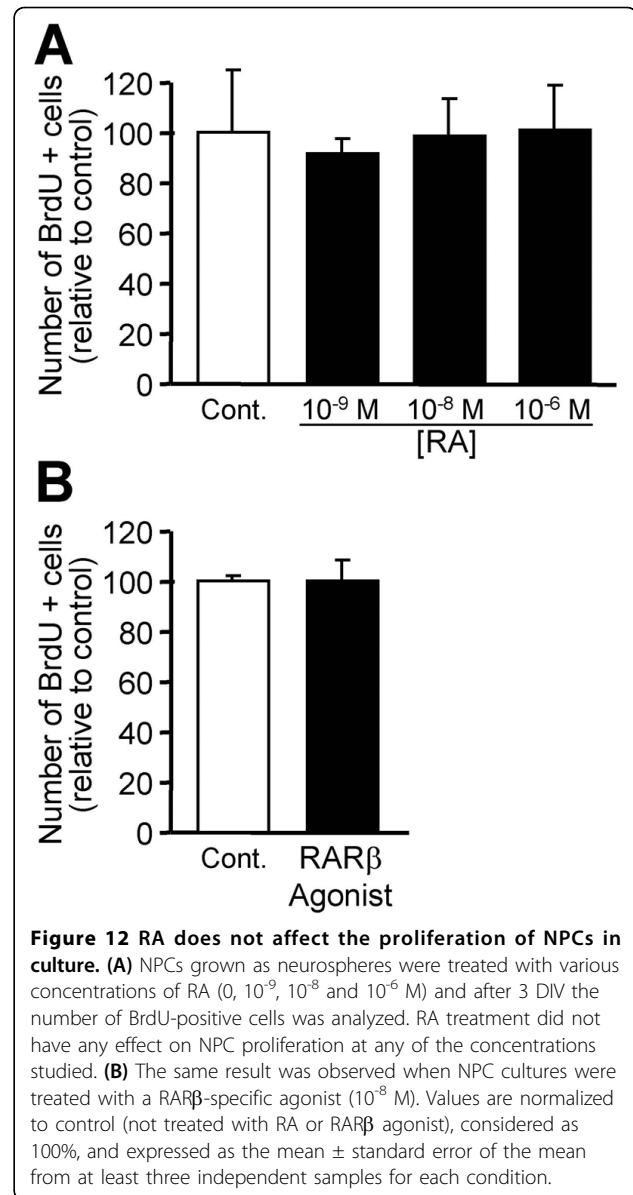 A
Number of BrdU + cells
(relative to control)
120
100
80
60
40
20
0
Cont.
10⁻⁹ M
10⁻⁸ M
10⁻⁶ M
[RA]
B
Number of BrdU + cells
(relative to control)
120
100
80
60
40
20
0
Cont.
RARβ
Agonist
Figure 12 RA does not affect the proliferation of NPCs in
culture. (A) NPCs grown as neurospheres were treated with various
concentrations of RA (0, 10⁻⁹, 10⁻⁸ and 10⁻⁶ M) and after 3 DIV the
number of BrdU-positive cells was analyzed. RA treatment did not
have any effect on NPC proliferation at any of the concentrations
studied. (B) The same result was observed when NPC cultures were
treated with a RARβ-specific agonist (10⁻⁸ M). Values are normalized
to control (not treated with RA or RARβ agonist), considered as
100%, and expressed as the mean ± standard error of the mean
from at least three independent samples for each condition.